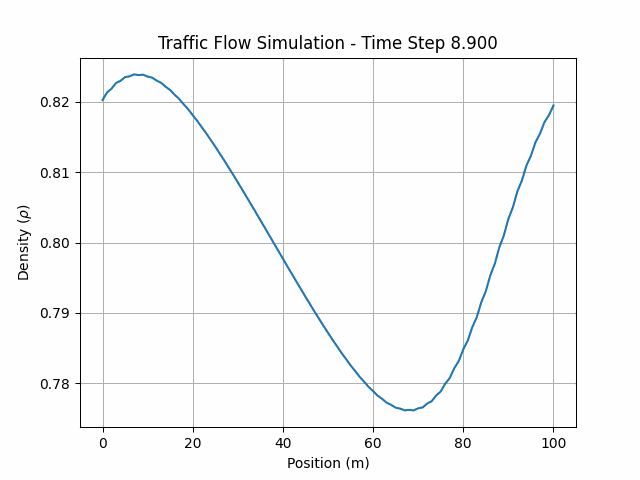 Traffic Flow Simulation - Time Step 8.900
0.82
0.81
0.80
0.79
0.78
Density (ρ)
0 20 40 60 80 100
Position (m)